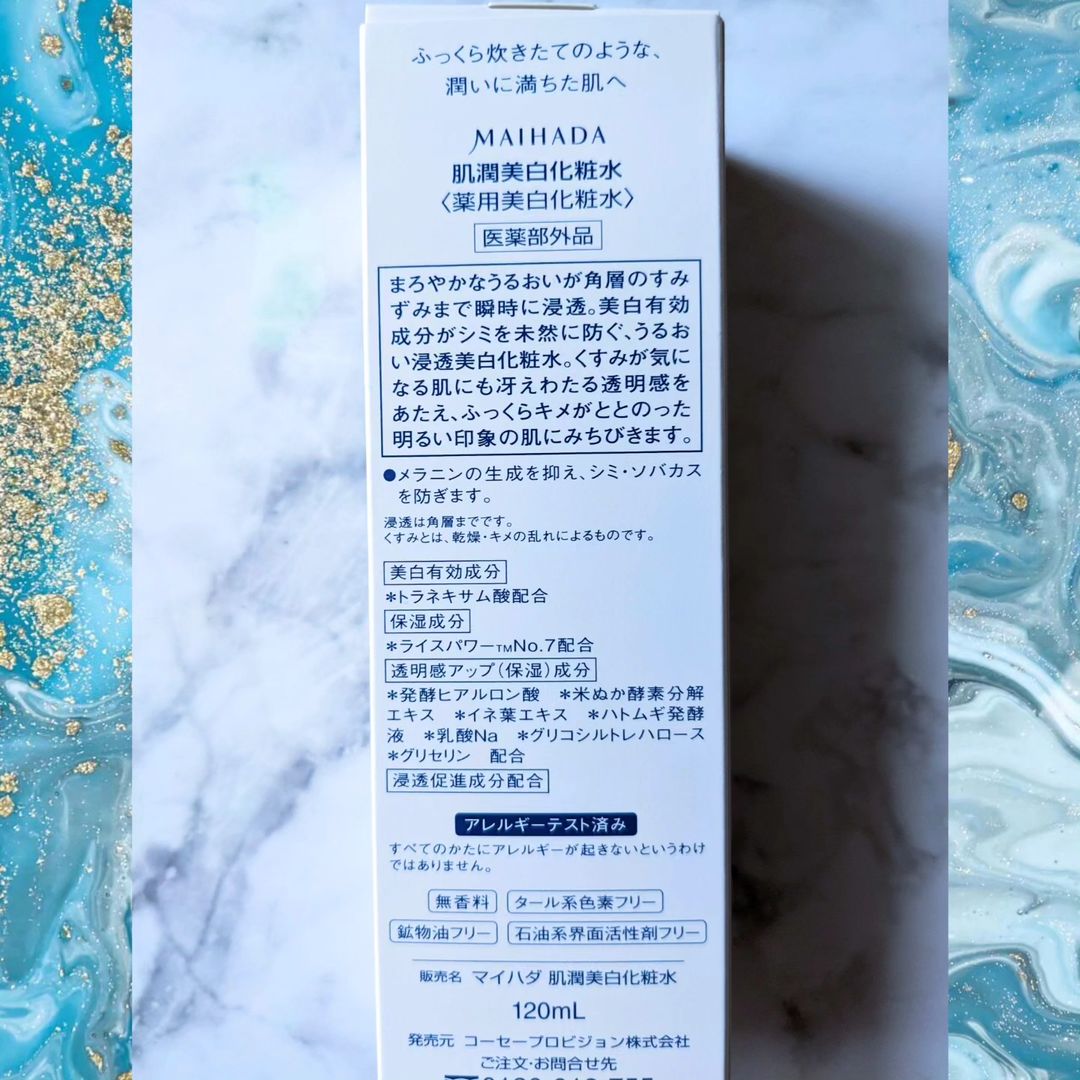 ふっくら炊きたてのような、
潤いに満ちた肌へ
MAIHADA
肌潤美白化粧水
〈薬用美白化粧水〉
医薬部外品
まろやかなうるおいが角層のすみ
ずみまで瞬時に浸透。美白有効
成分がシミを未然に防ぐ、うるお
い浸透美白化粧水。くすみが気に
なる肌にも冴えわたる透明感を
あたえ、ふっくらキメがととのった
明るい印象の肌にみちびきます。
●メラニンの生成を抑え、シミ・ソバカス
を防ぎます。
浸透は角層までです。
くすみとは、乾燥・キメの乱れによるものです。
美白有効成分
*トラネキサム酸配合
保湿成分
*ライスパワー™No.7配合
透明感アップ(保湿)成分
*発酵ヒアルロン酸 *米ぬか酵素分解
エキス *イネ葉エキス *ハトムギ発酵
液 *乳酸Na *グリコシルトレハロース
*グリセリン 配合
浸透促進成分配合
アレルギーテスト済み
すべてのかたにアレルギーが起きないというわけ
ではありません。
無香料 タール系色素フリー
鉱物油フリー 石油系界面活性剤フリー
販売名 マイハダ 肌潤美白化粧水
120mL
発売元 コーセープロビジョン株式会社
ご注文・お問合せ先